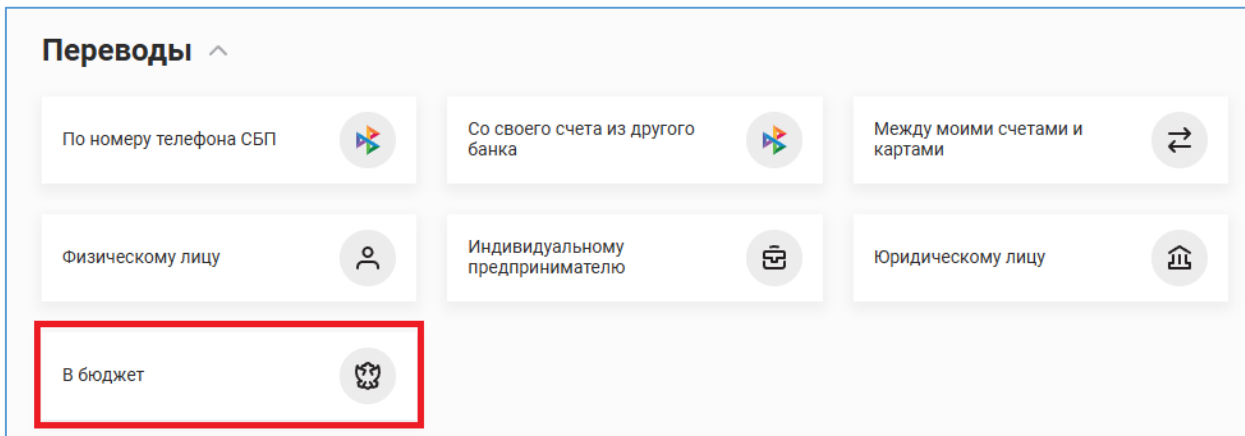 Переводы
По номеру телефона СБП
Со своего счета из другого
банка
Между моими счетами и
картами
Физическому лицу
Индивидуальному
предпринимателю
Юридическому лицу
В бюджет